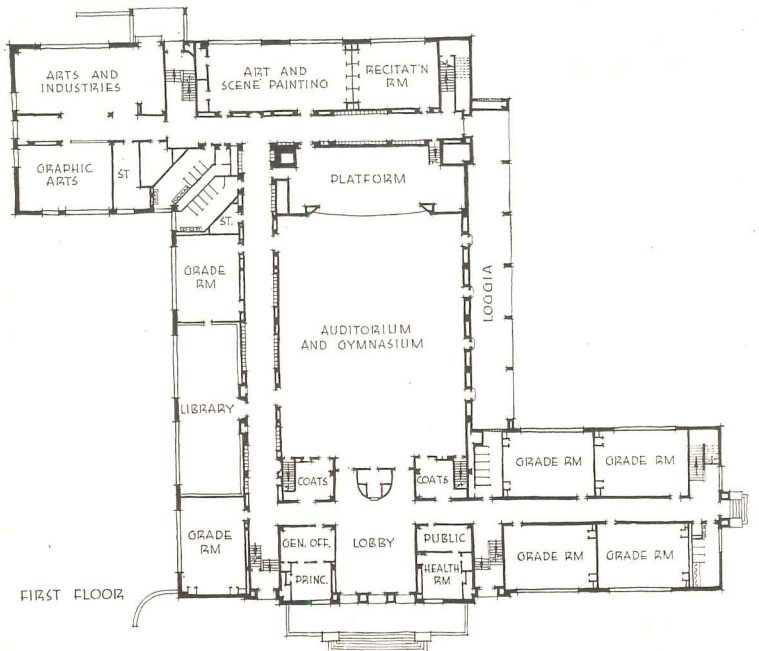 ARTS AND
INDUSTRIES
ART AND
SCENE PAINTING
RECITAT'N
RM
GRAPHIC
ARTS
ST
PLATFORM
ST.
GRADE
RM
LOGGIA
AUDITORIUM
AND GYMNASIUM
LIBRARY
COATS
COATS
GRADE RM
GRADE RM
GRADE
RM
GEN. OFF.
LOBBY
PUBLIC
PRINC.
HEALTH
RM
GRADE RM
GRADE RM
FIRST FLOOR